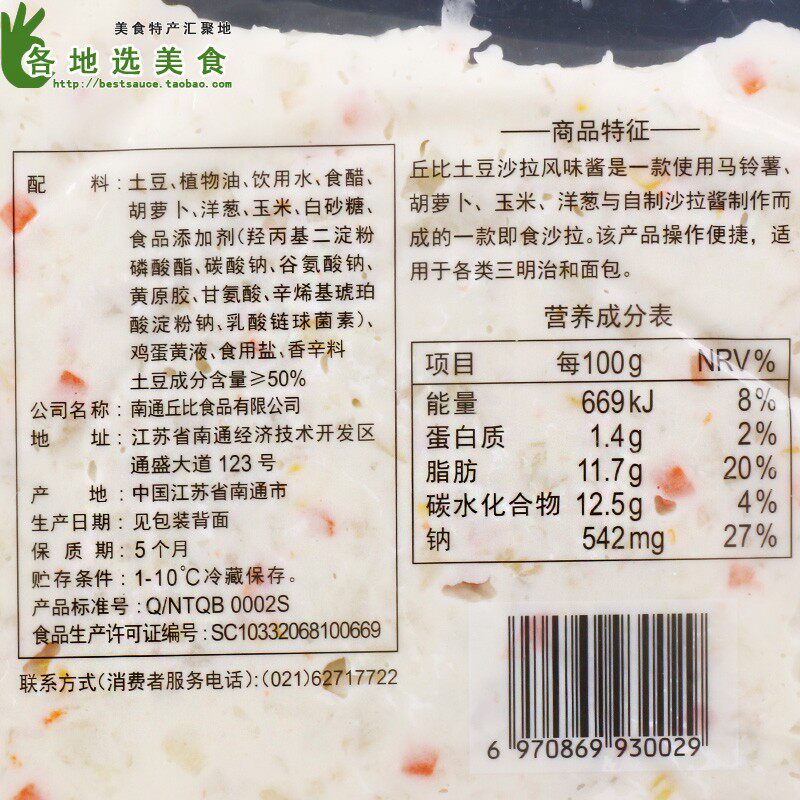 美食特产汇聚地
各地选美食
http://bestsauce.taobao.com
配 料:土豆、植物油、饮用水、食醋、
胡萝卜、洋葱、玉米、白砂糖、
食品添加剂(羟丙基二淀粉
磷酸酯、碳酸钠、谷氨酸钠、
黄原胶、甘氨酸、辛烯基琥珀
酸淀粉钠、乳酸链球菌素)、
鸡蛋黄液、食用盐、香辛料
土豆成分含量≥50%
公司名称:南通丘比食品有限公司
地 址:江苏省南通经济技术开发区
通盛大道 123 号
产 地:中国江苏省南通市
生产日期:见包装背面
保 质 期:5 个月
贮存条件:1-10℃冷藏保存。
产品标准号:Q/NTQB 0002S
食品生产许可证编号:SC10332068100669
联系方式(消费者服务电话):(021)62717722
商品特征
丘比土豆沙拉风味酱是一款使用马铃薯、
胡萝卜、玉米、洋葱与自制沙拉酱制作而
成的一款即食沙拉。该产品操作便捷,适
用于各类三明治和面包。
营养成分表
项目 每100g NRV%
能量 669kJ 8%
蛋白质 1.4g 2%
脂肪 11.7g 20%
碳水化合物 12.5g 4%
钠 542mg 27%
6 970869 930029